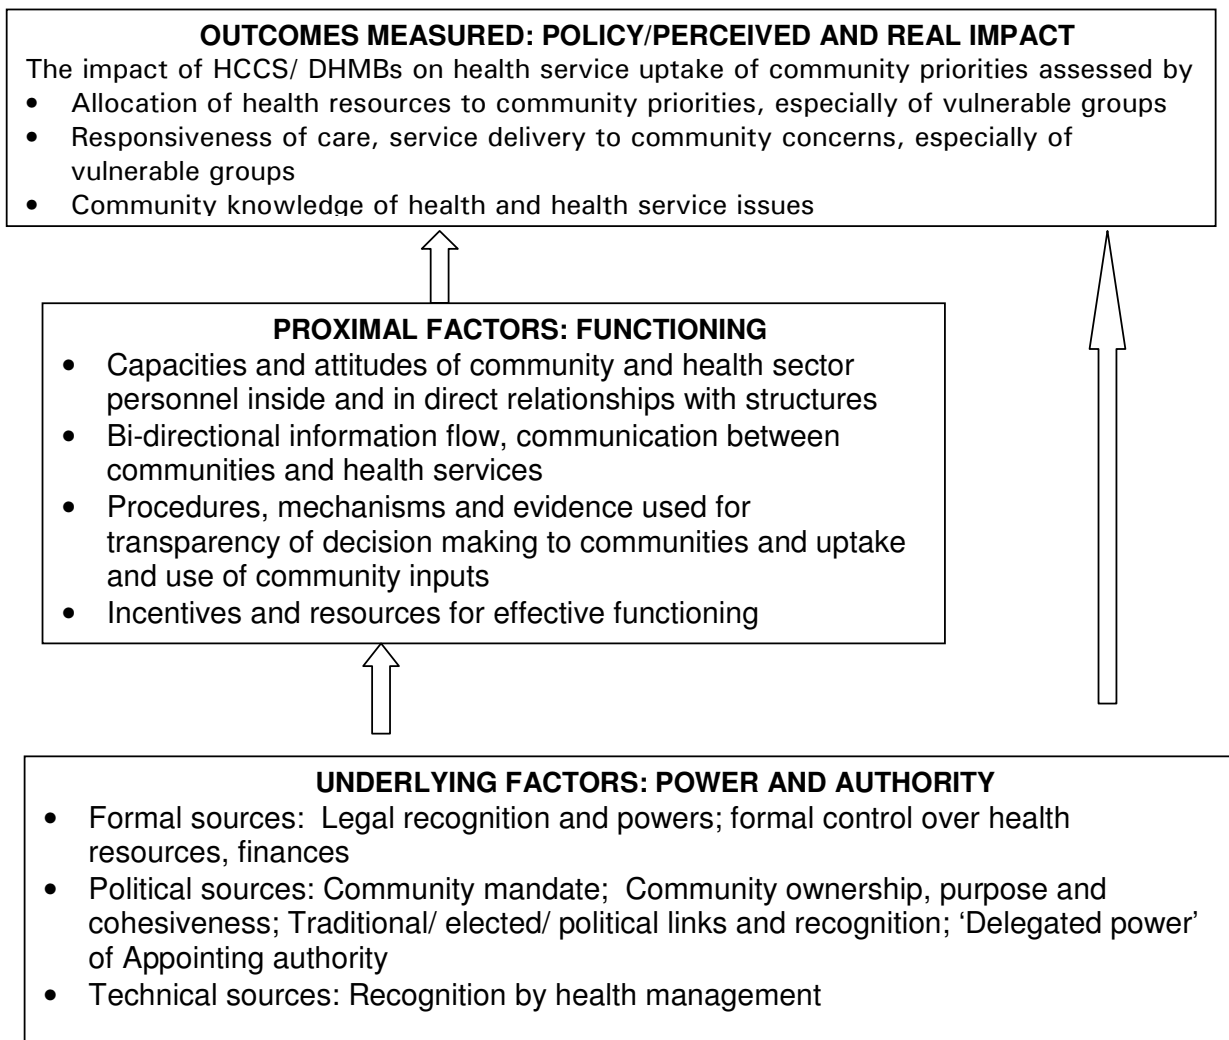 OUTCOMES MEASURED: POLICY/PERCEIVED AND REAL IMPACT
The impact of HCCS/ DHMBs on health service uptake of community priorities assessed by
• Allocation of health resources to community priorities, especially of vulnerable groups
• Responsiveness of care, service delivery to community concerns, especially of
vulnerable groups
• Community knowledge of health and health service issues
PROXIMAL FACTORS: FUNCTIONING
• Capacities and attitudes of community and health sector
personnel inside and in direct relationships with structures
• Bi-directional information flow, communication between
communities and health services
• Procedures, mechanisms and evidence used for
transparency of decision making to communities and uptake
and use of community inputs
• Incentives and resources for effective functioning
UNDERLYING FACTORS: POWER AND AUTHORITY
• Formal sources: Legal recognition and powers; formal control over health
resources, finances
• Political sources: Community mandate; Community ownership, purpose and
cohesiveness; Traditional/ elected/ political links and recognition; ‘Delegated power’
of Appointing authority
• Technical sources: Recognition by health management